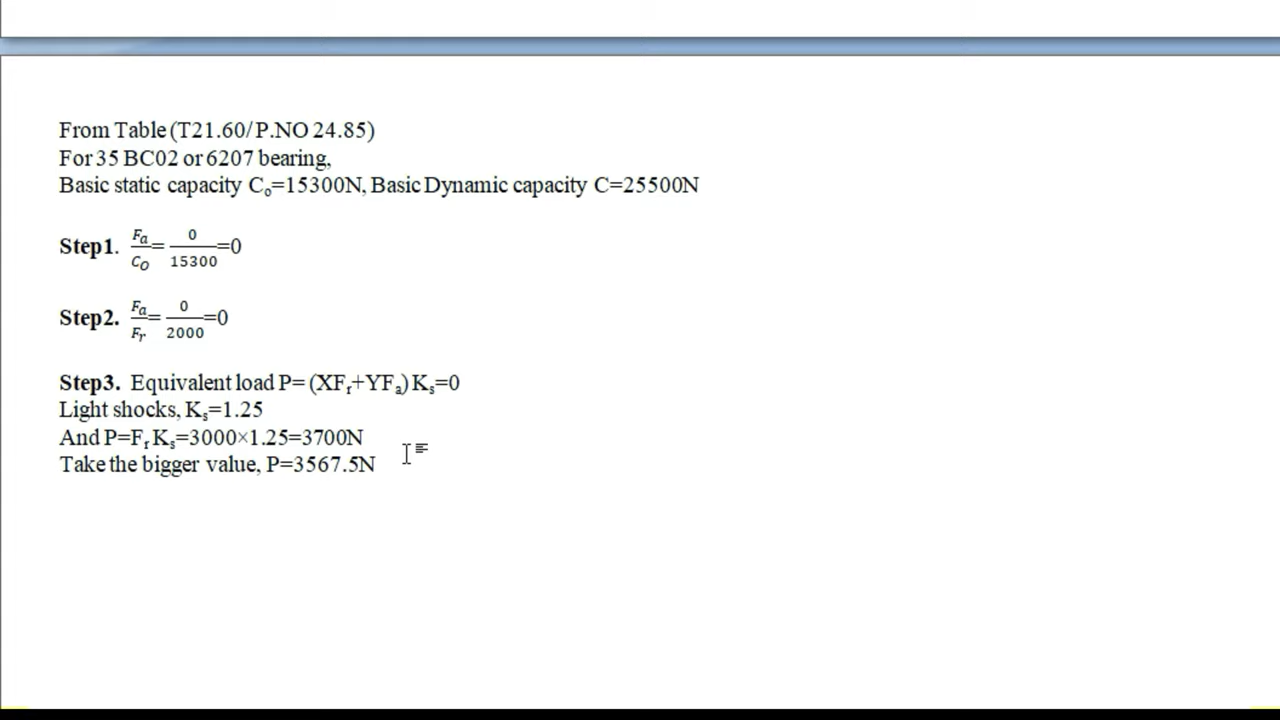 From Table (T21.60/ P.NO 24.85)
For 35 BC02 or 6207 bearing,
Basic static capacity Cₒ=15300N, Basic Dynamic capacity C=25500N
Step1. Fₐ/C_O = 0/15300 =0
Step2. Fₐ/Fᵣ = 0/2000 =0
Step3. Equivalent load P= (XFᵣ+YFₐ) Kₛ=0
Light shocks, Kₛ=1.25
And P=Fᵣ Kₛ=3000×1.25=3700N
Take the bigger value, P=3567.5N